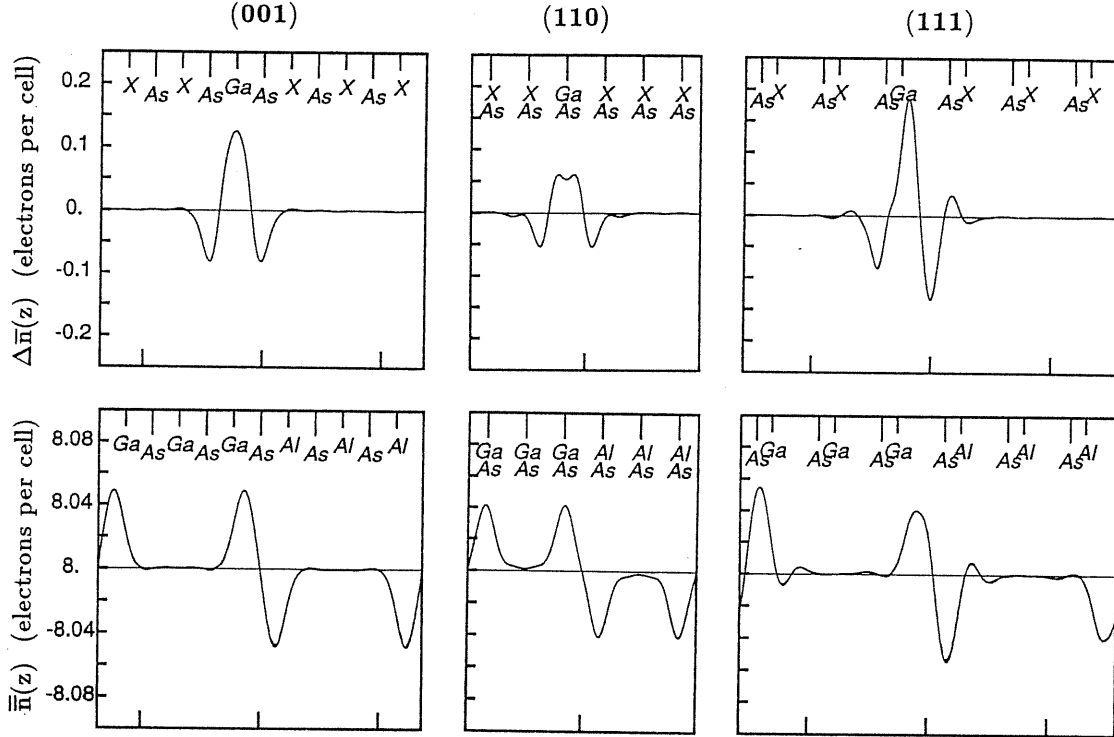 (001) (110) (111)
Δn̄(z) (electrons per cell)
0.2
0.1
0.
-0.1
-0.2
X As X As Ga As X As X As X
X X Ga X X X
As As As As As As
As X As X As Ga As X As X As X
n̿(z) (electrons per cell)
8.08
8.04
8.
-8.04
-8.08
Ga As Ga As Ga As Al As Al As Al
Ga Ga Ga Al Al Al
As As As As As As
As Ga As Ga As Ga As Al As Al As Al